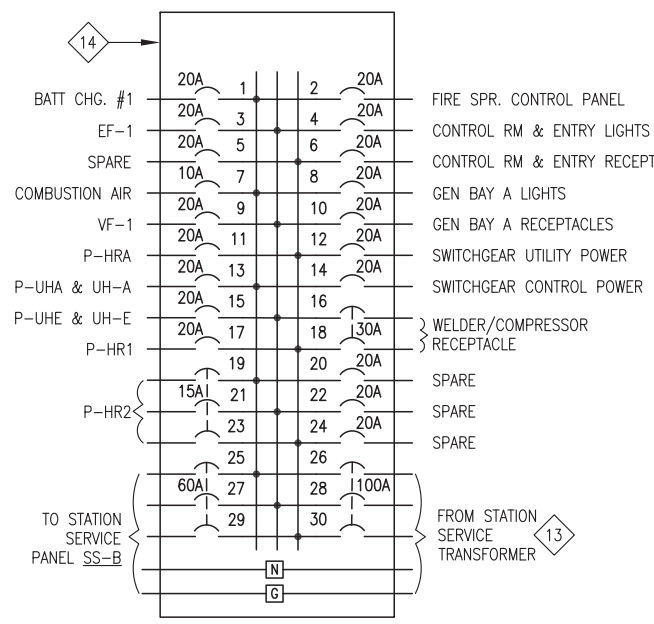 14
20A 1 2 20A
BATT CHG. #1 FIRE SPR. CONTROL PANEL
20A 3 4 20A
EF-1 CONTROL RM & ENTRY LIGHTS
20A 5 6 20A
SPARE CONTROL RM & ENTRY RECEPT
10A 7 8 20A
COMBUSTION AIR GEN BAY A LIGHTS
20A 9 10 20A
VF-1 GEN BAY A RECEPTACLES
20A 11 12 20A
P-HRA SWITCHGEAR UTILITY POWER
20A 13 14 20A
P-UHA & UH-A SWITCHGEAR CONTROL POWER
20A 15 16
P-UHE & UH-E WELDER/COMPRESSOR
20A 17 18 30A
P-HR1 RECEPTACLE
19 20 20A
SPARE
15A 21 22 20A
P-HR2 SPARE
23 24 20A
SPARE
25 26
60A 27 28 100A
29 30
TO STATION
SERVICE
PANEL SS-B
FROM STATION
SERVICE
TRANSFORMER
13
N
G